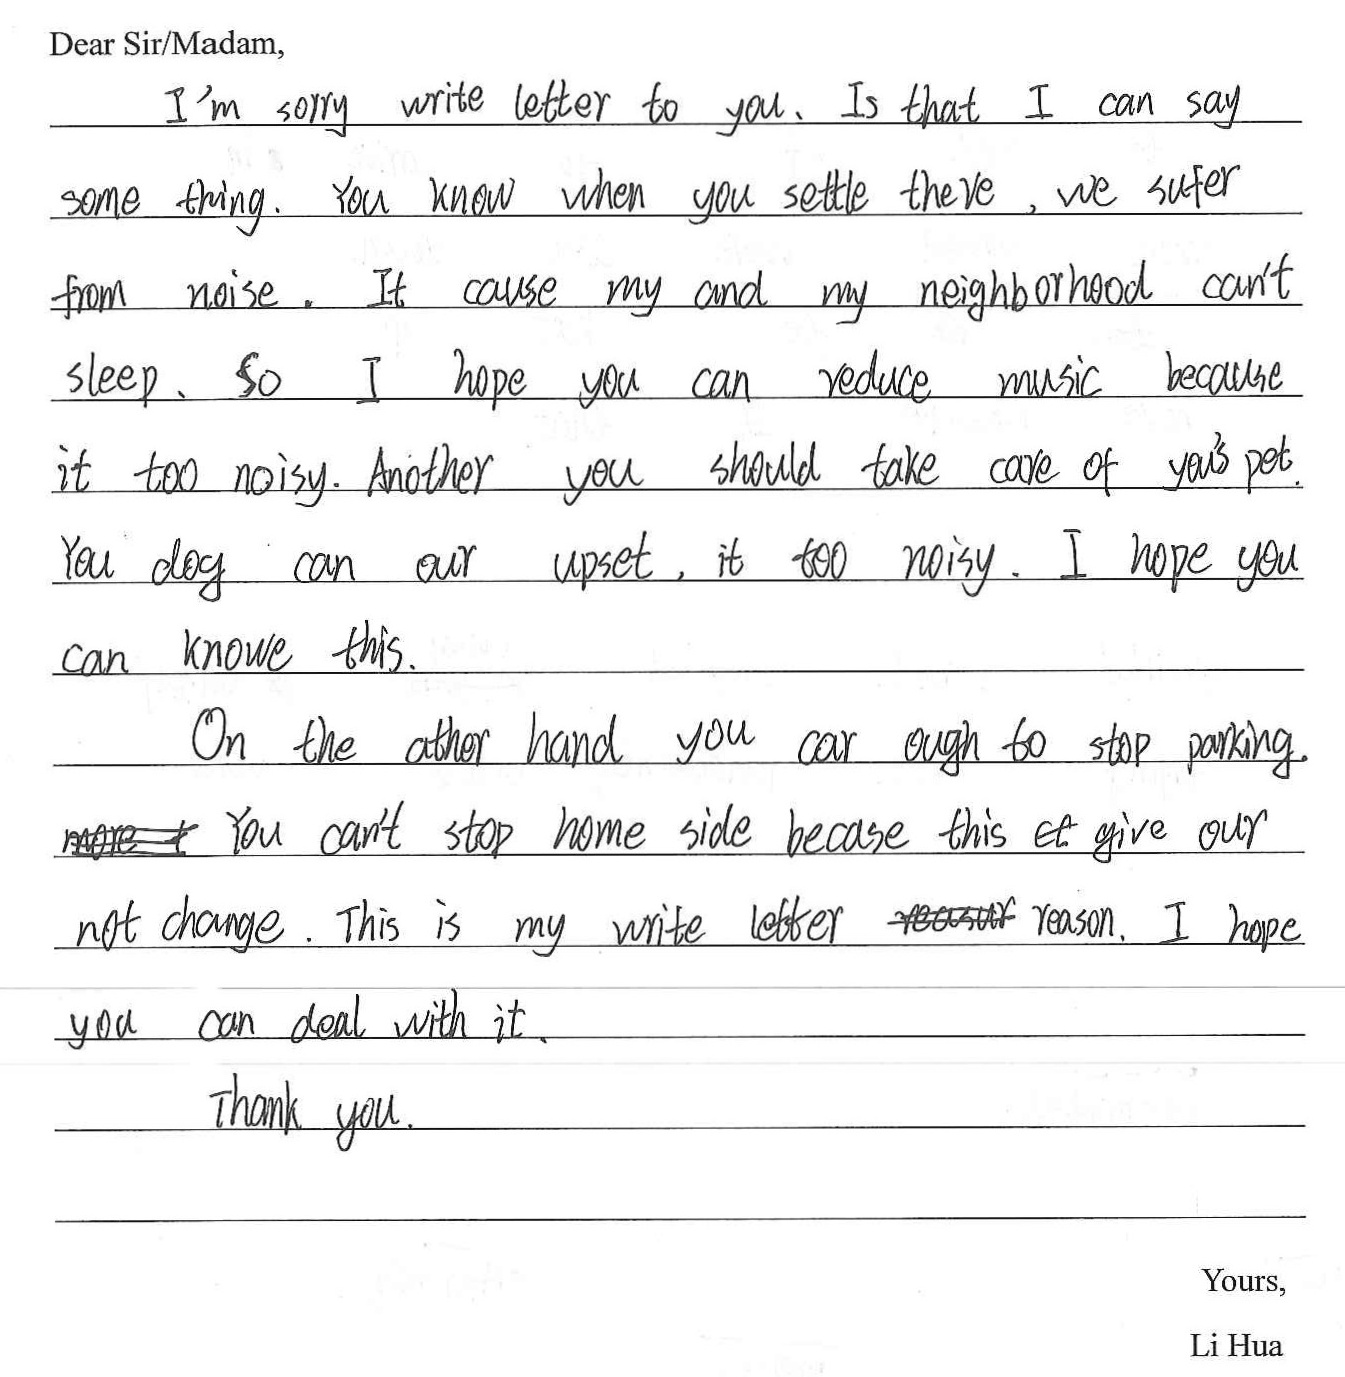 Dear Sir/Madam,
I'm sorry write letter to you. Is that I can say
some thing. You know when you settle there, we sufer
from noise. It cause my and my neighborhood can't
sleep. So I hope you can reduce music because
it too noisy. Another you should take care of you's pet.
You dog can our upset, it too noisy. I hope you
can knowe this.
On the ather hand you car ough to stop parking.
You can't stop home side becase this give our
not change. This is my write letter reason. I hope
you can deal with it.
Thank you.
Yours,
Li Hua